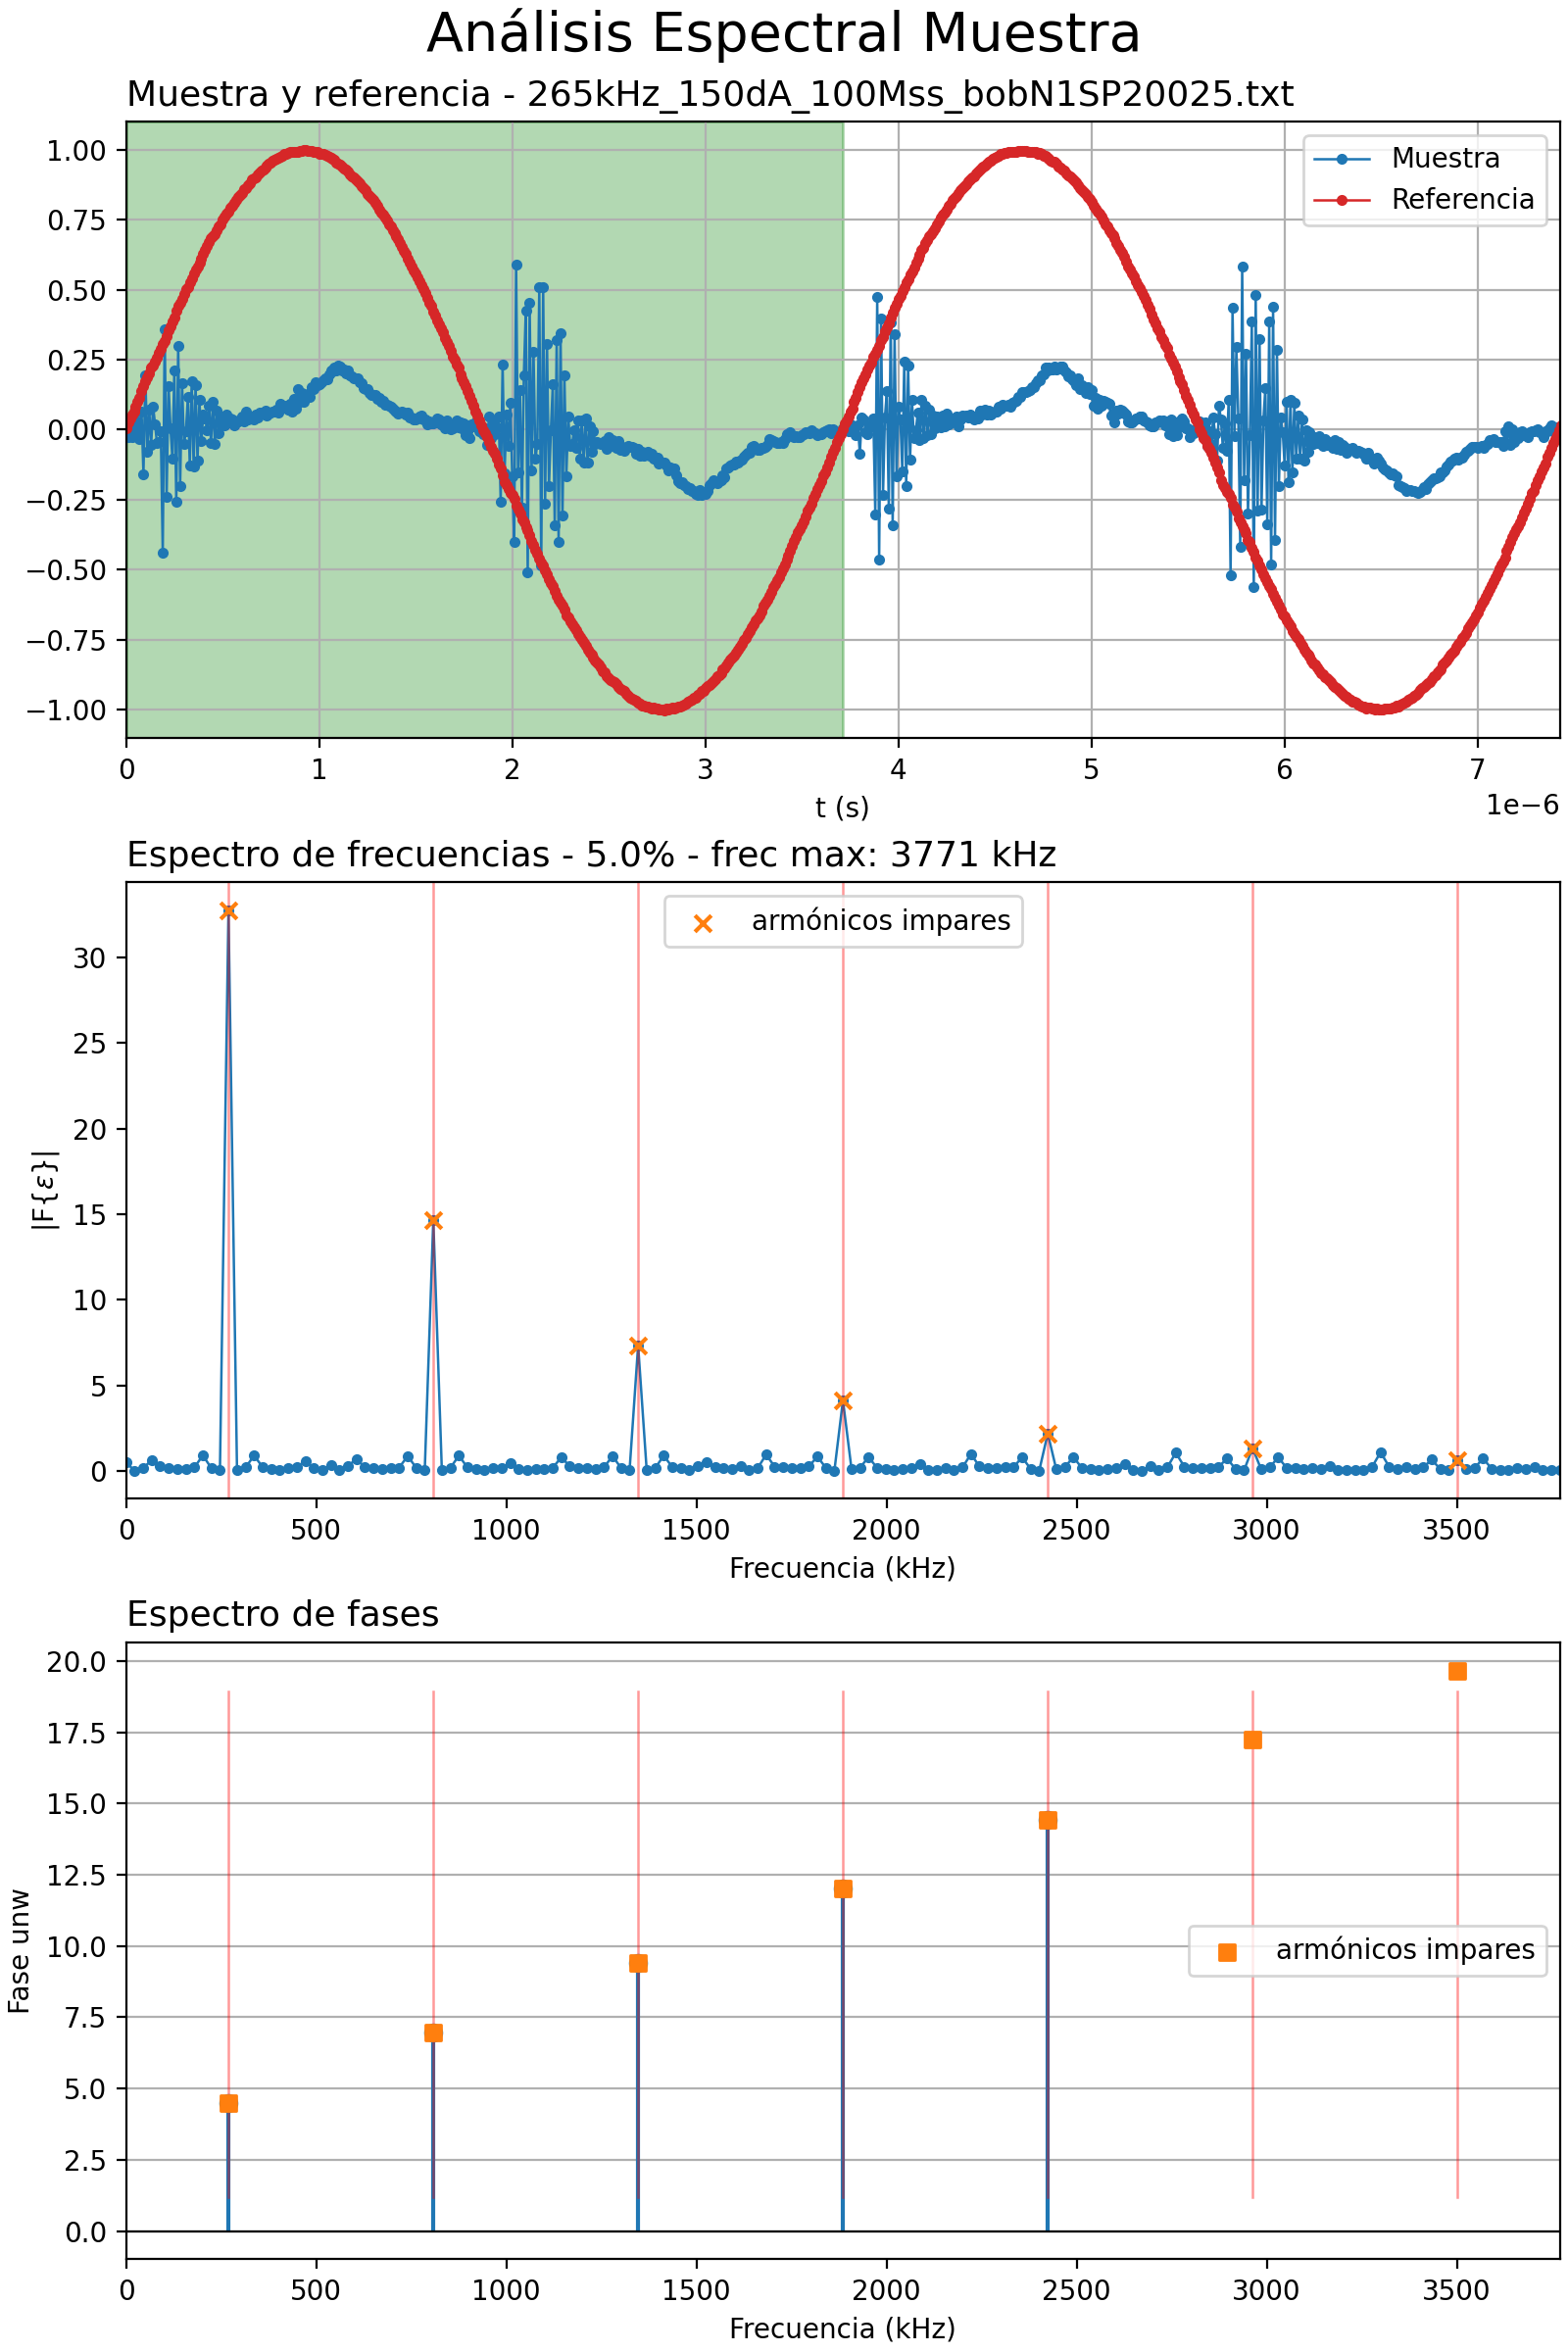 Análisis Espectral Muestra
Muestra y referencia - 265kHz_150dA_100Mss_bobN1SP20025.txt
1.00
0.75
0.50
0.25
0.00
−0.25
−0.50
−0.75
−1.00
Muestra
Referencia
0 1 2 3 4 5 6 7
t (s)
1e−6
Espectro de frecuencias - 5.0% - frec max: 3771 kHz
armónicos impares
|F{ε}|
30
25
20
15
10
5
0
0 500 1000 1500 2000 2500 3000 3500
Frecuencia (kHz)
Espectro de fases
Fase unw
20.0
17.5
15.0
12.5
10.0
7.5
5.0
2.5
0.0
armónicos impares
0 500 1000 1500 2000 2500 3000 3500
Frecuencia (kHz)